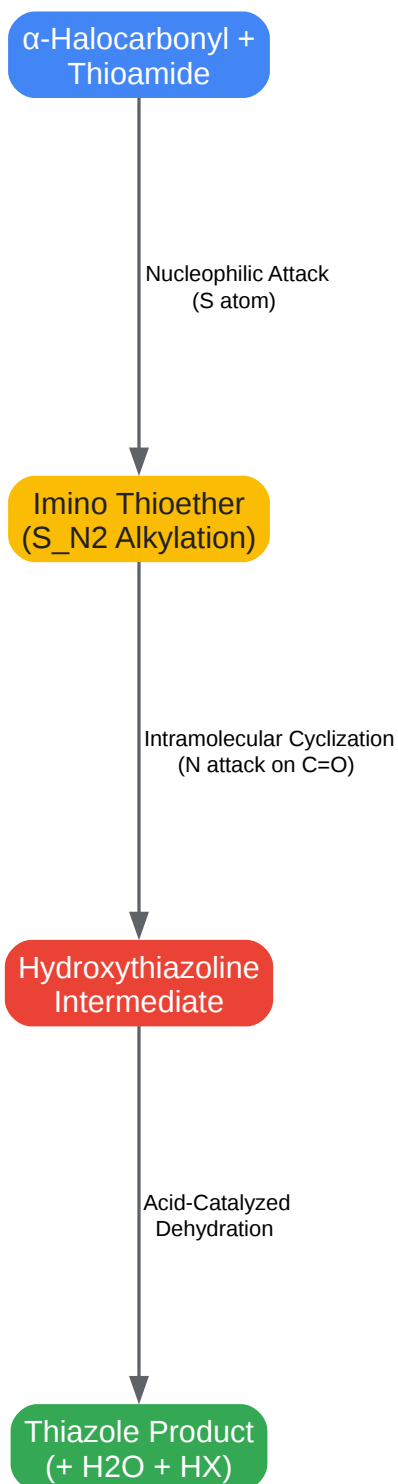 α-Halocarbonyl +
Thioamide
Nucleophilic Attack
(S atom)
Imino Thioether
(S_N2 Alkylation)
Intramolecular Cyclization
(N attack on C=O)
Hydroxythiazoline
Intermediate
Acid-Catalyzed
Dehydration
Thiazole Product
(+ H2O + HX)